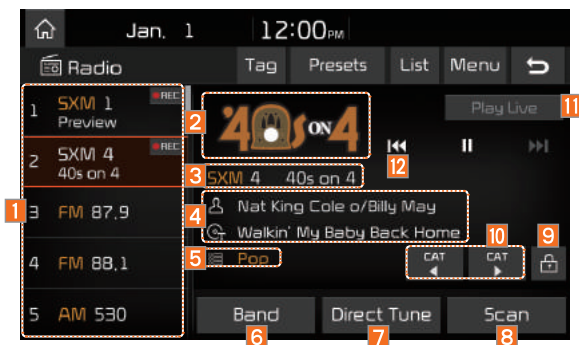 Jan. 1 12:00 PM
Radio Tag Presets List Menu
1 SXM 1 REC
Preview
2 SXM 4 REC
40s on 4
3 FM 87.9
4 FM 88.1
5 AM 530
1
2
'40s ON 4
Play Live
11
12
3
SXM 4 40s on 4
4
Nat King Cole o/Billy May
Walkin' My Baby Back Home
5
Pop
10
CAT CAT
9
Band Direct Tune Scan
6 7 8